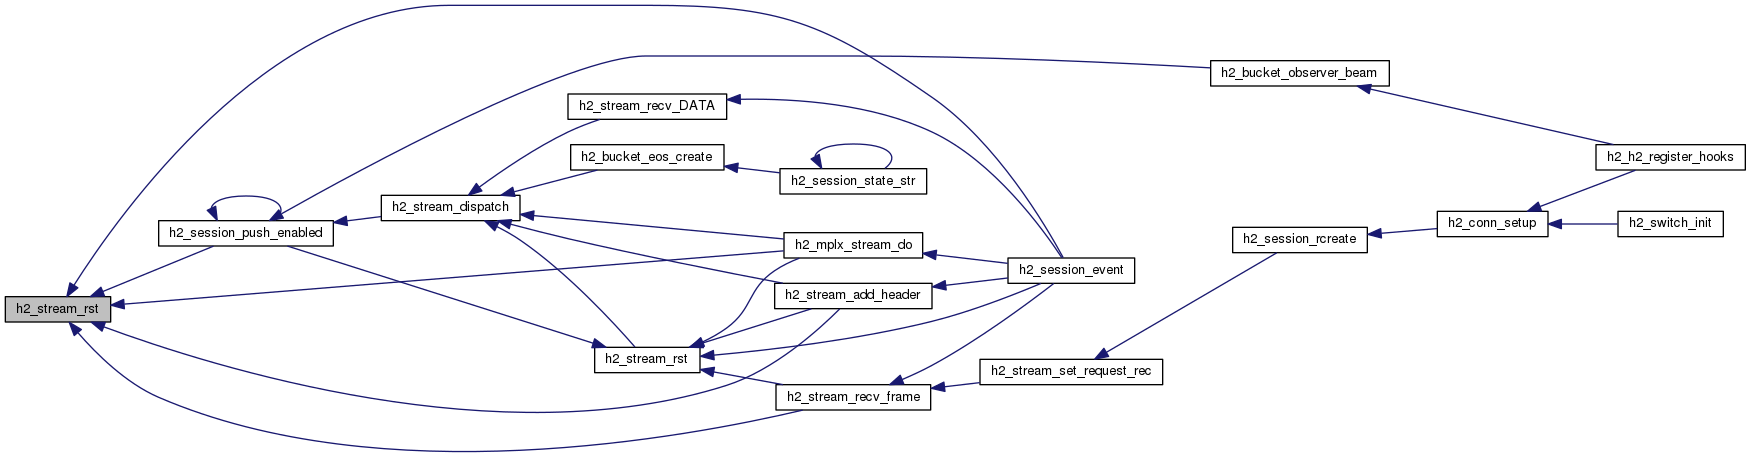 h2_bucket_observer_beam
h2_stream_recv_DATA
h2_bucket_eos_create
h2_h2_register_hooks
h2_session_state_str
h2_stream_dispatch
h2_session_push_enabled
h2_conn_setup
h2_switch_init
h2_session_rcreate
h2_mplx_stream_do
h2_session_event
h2_stream_add_header
h2_stream_rst
h2_stream_rst
h2_stream_set_request_rec
h2_stream_recv_frame